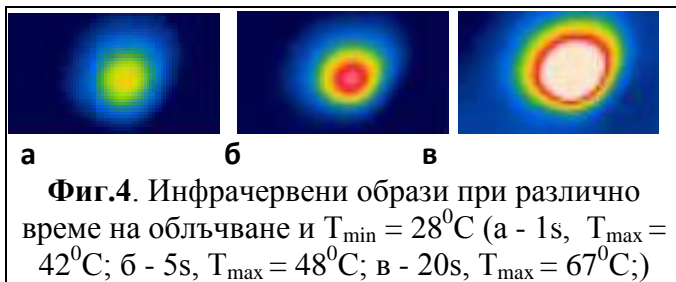 а б в
Фиг.4. Инфрачервени образи при различно
време на облъчване и Tmin = 28⁰C (а - 1s, Tmax =
42⁰C; б - 5s, Tmax = 48⁰C; в - 20s, Tmax = 67⁰C;)